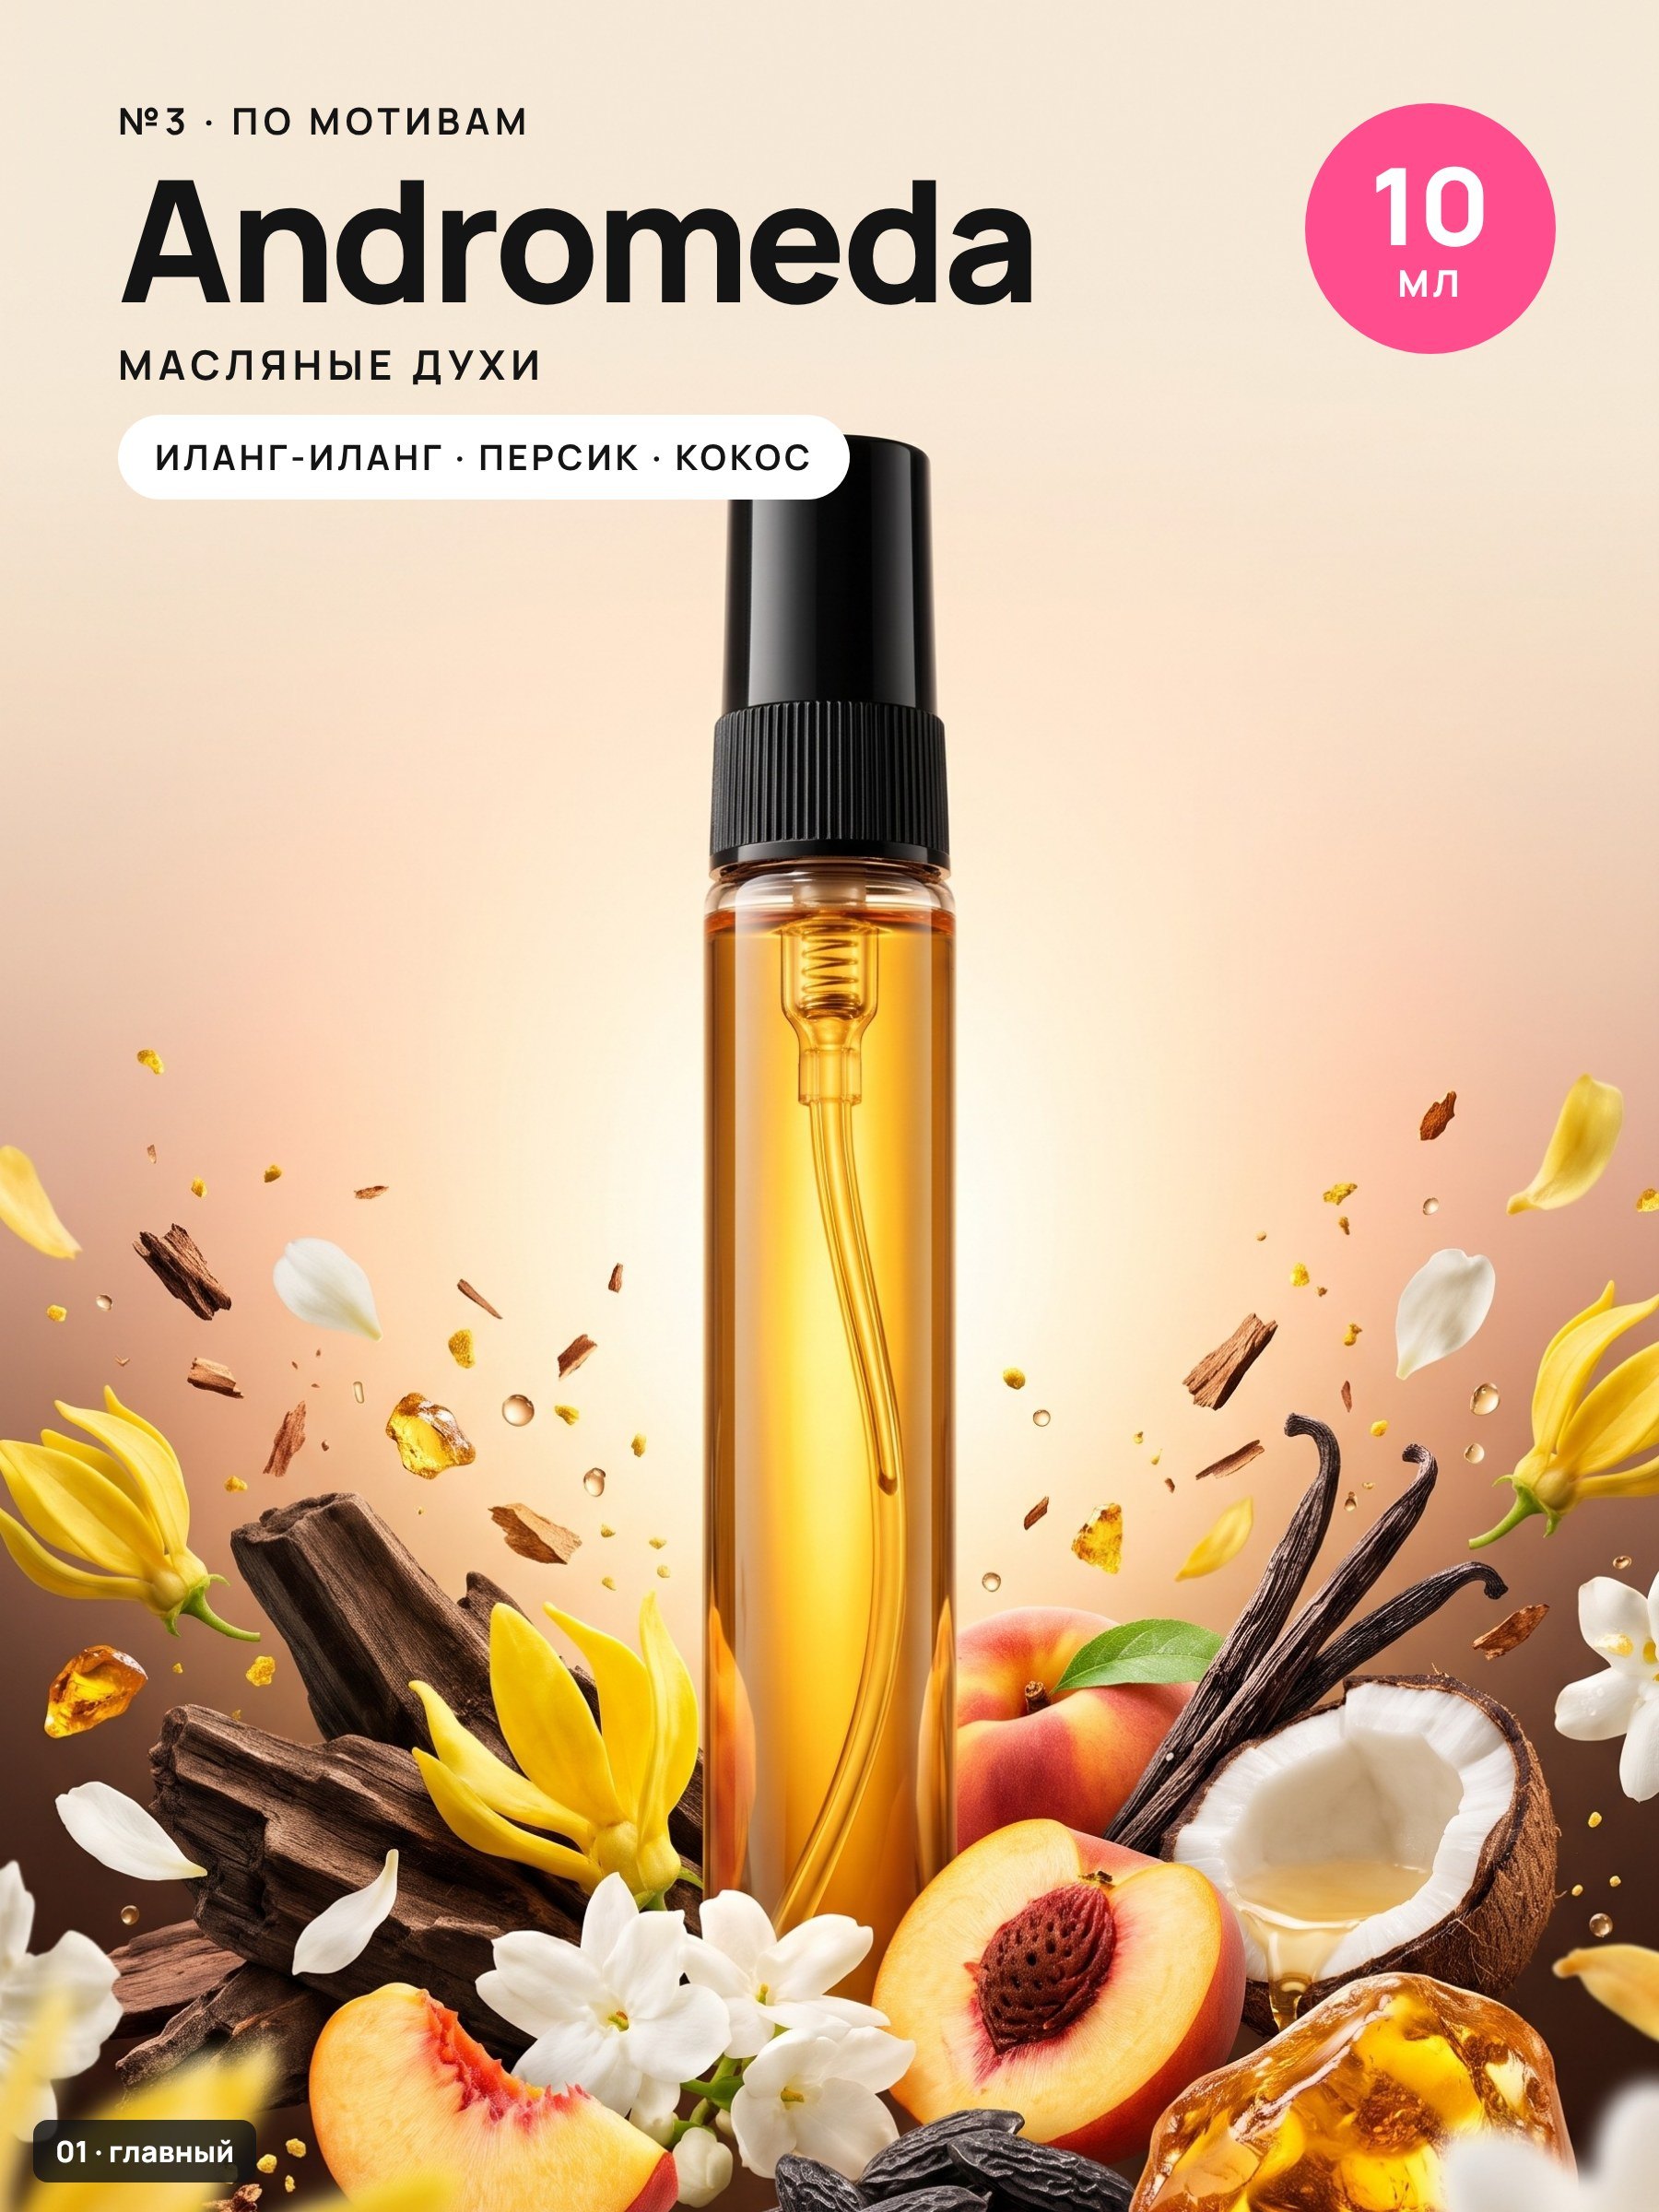 №3 · ПО МОТИВАМ
Andromeda
МАСЛЯНЫЕ ДУХИ
ИЛАНГ-ИЛАНГ · ПЕРСИК · КОКОС
10
МЛ
01 · главный